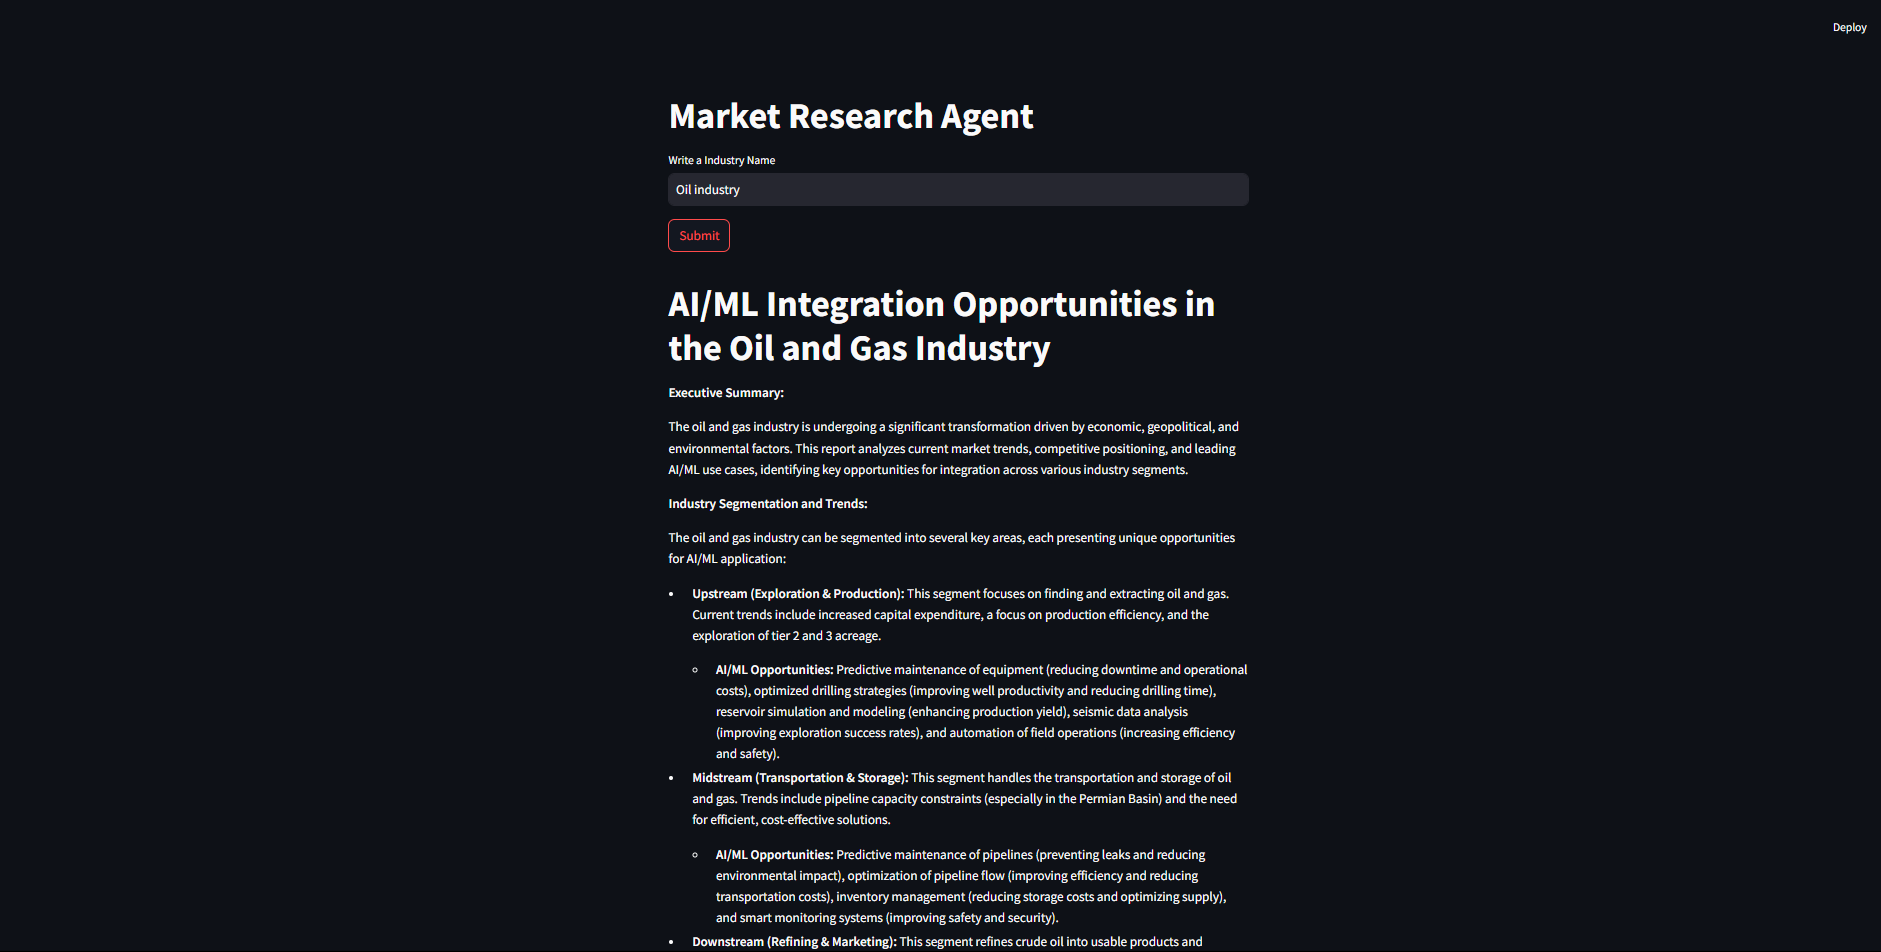 Deploy
Market Research Agent
Write a Industry Name
Oil industry
Submit
AI/ML Integration Opportunities in
the Oil and Gas Industry
Executive Summary:
The oil and gas industry is undergoing a significant transformation driven by economic, geopolitical, and
environmental factors. This report analyzes current market trends, competitive positioning, and leading
AI/ML use cases, identifying key opportunities for integration across various industry segments.
Industry Segmentation and Trends:
The oil and gas industry can be segmented into several key areas, each presenting unique opportunities
for AI/ML application:
• Upstream (Exploration & Production): This segment focuses on finding and extracting oil and gas.
Current trends include increased capital expenditure, a focus on production efficiency, and the
exploration of tier 2 and 3 acreage.
◦ AI/ML Opportunities: Predictive maintenance of equipment (reducing downtime and operational
costs), optimized drilling strategies (improving well productivity and reducing drilling time),
reservoir simulation and modeling (enhancing production yield), seismic data analysis
(improving exploration success rates), and automation of field operations (increasing efficiency
and safety).
• Midstream (Transportation & Storage): This segment handles the transportation and storage of oil
and gas. Trends include pipeline capacity constraints (especially in the Permian Basin) and the need
for efficient, cost-effective solutions.
◦ AI/ML Opportunities: Predictive maintenance of pipelines (preventing leaks and reducing
environmental impact), optimization of pipeline flow (improving efficiency and reducing
transportation costs), inventory management (reducing storage costs and optimizing supply),
and smart monitoring systems (improving safety and security).
• Downstream (Refining & Marketing): This segment refines crude oil into usable products and